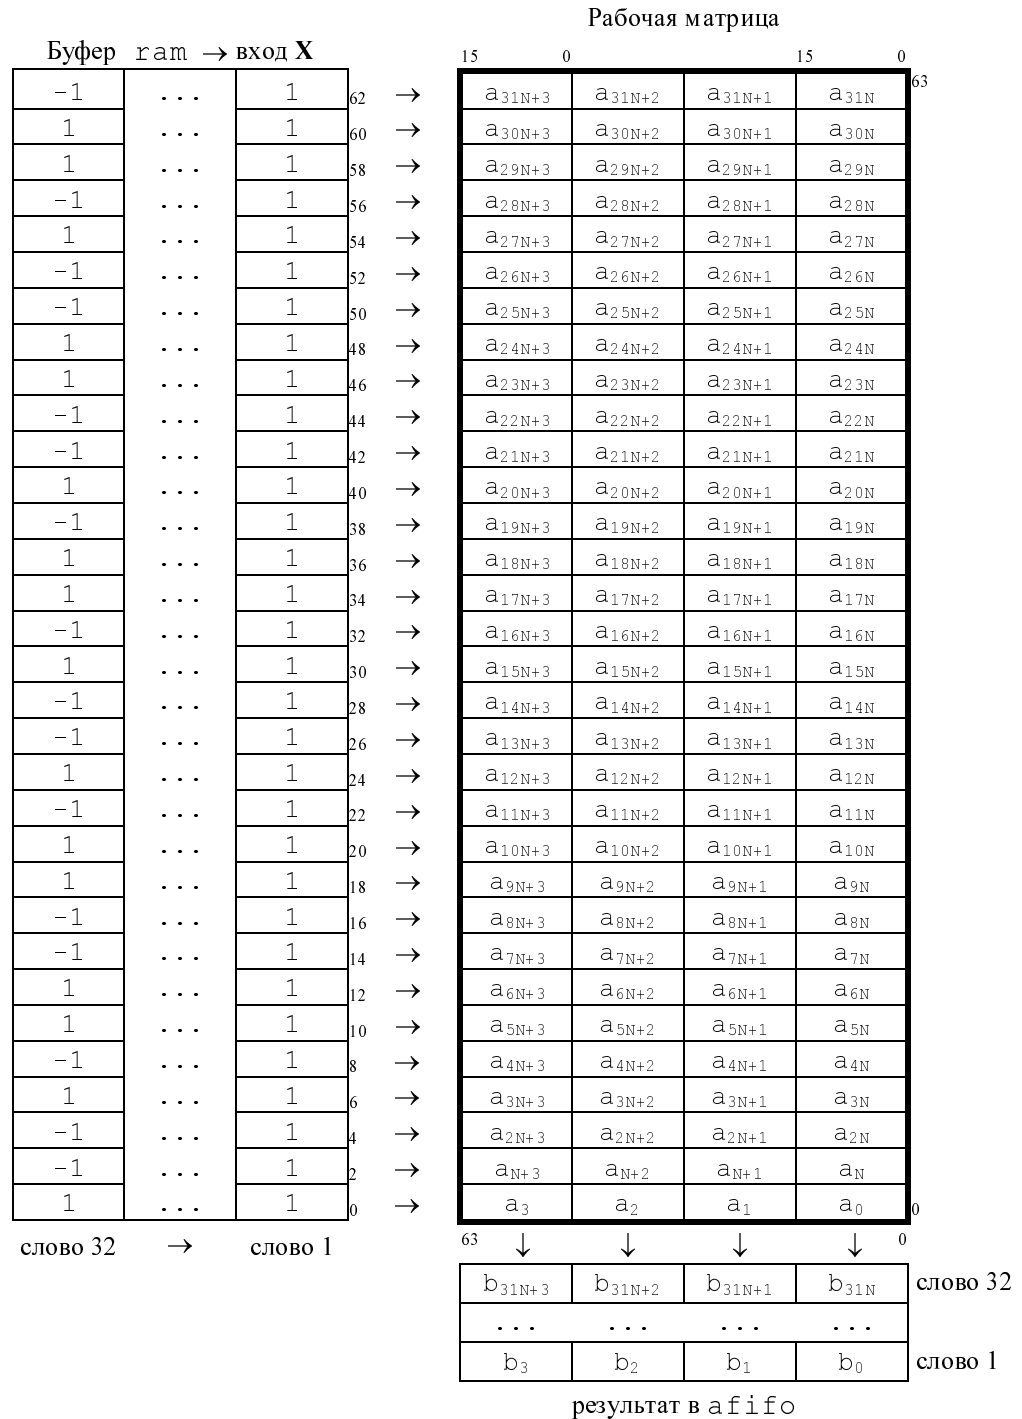 Рабочая матрица
Буфер ram → вход X
15 0 15 0
-1 ... 1 62 → a31N+3 a31N+2 a31N+1 a31N 63
1 ... 1 60 → a30N+3 a30N+2 a30N+1 a30N
1 ... 1 58 → a29N+3 a29N+2 a29N+1 a29N
-1 ... 1 56 → a28N+3 a28N+2 a28N+1 a28N
1 ... 1 54 → a27N+3 a27N+2 a27N+1 a27N
-1 ... 1 52 → a26N+3 a26N+2 a26N+1 a26N
-1 ... 1 50 → a25N+3 a25N+2 a25N+1 a25N
1 ... 1 48 → a24N+3 a24N+2 a24N+1 a24N
1 ... 1 46 → a23N+3 a23N+2 a23N+1 a23N
-1 ... 1 44 → a22N+3 a22N+2 a22N+1 a22N
-1 ... 1 42 → a21N+3 a21N+2 a21N+1 a21N
1 ... 1 40 → a20N+3 a20N+2 a20N+1 a20N
-1 ... 1 38 → a19N+3 a19N+2 a19N+1 a19N
1 ... 1 36 → a18N+3 a18N+2 a18N+1 a18N
1 ... 1 34 → a17N+3 a17N+2 a17N+1 a17N
-1 ... 1 32 → a16N+3 a16N+2 a16N+1 a16N
1 ... 1 30 → a15N+3 a15N+2 a15N+1 a15N
-1 ... 1 28 → a14N+3 a14N+2 a14N+1 a14N
-1 ... 1 26 → a13N+3 a13N+2 a13N+1 a13N
1 ... 1 24 → a12N+3 a12N+2 a12N+1 a12N
-1 ... 1 22 → a11N+3 a11N+2 a11N+1 a11N
1 ... 1 20 → a10N+3 a10N+2 a10N+1 a10N
1 ... 1 18 → a9N+3 a9N+2 a9N+1 a9N
-1 ... 1 16 → a8N+3 a8N+2 a8N+1 a8N
-1 ... 1 14 → a7N+3 a7N+2 a7N+1 a7N
1 ... 1 12 → a6N+3 a6N+2 a6N+1 a6N
1 ... 1 10 → a5N+3 a5N+2 a5N+1 a5N
-1 ... 1 8 → a4N+3 a4N+2 a4N+1 a4N
1 ... 1 6 → a3N+3 a3N+2 a3N+1 a3N
-1 ... 1 4 → a2N+3 a2N+2 a2N+1 a2N
-1 ... 1 2 → aN+3 aN+2 aN+1 aN
1 ... 1 0 → a3 a2 a1 a0 0
слово 32 → слово 1 63 ↓ ↓ ↓ ↓ 0
b31N+3 b31N+2 b31N+1 b31N слово 32
... ... ... ...
b3 b2 b1 b0 слово 1
результат в afifo